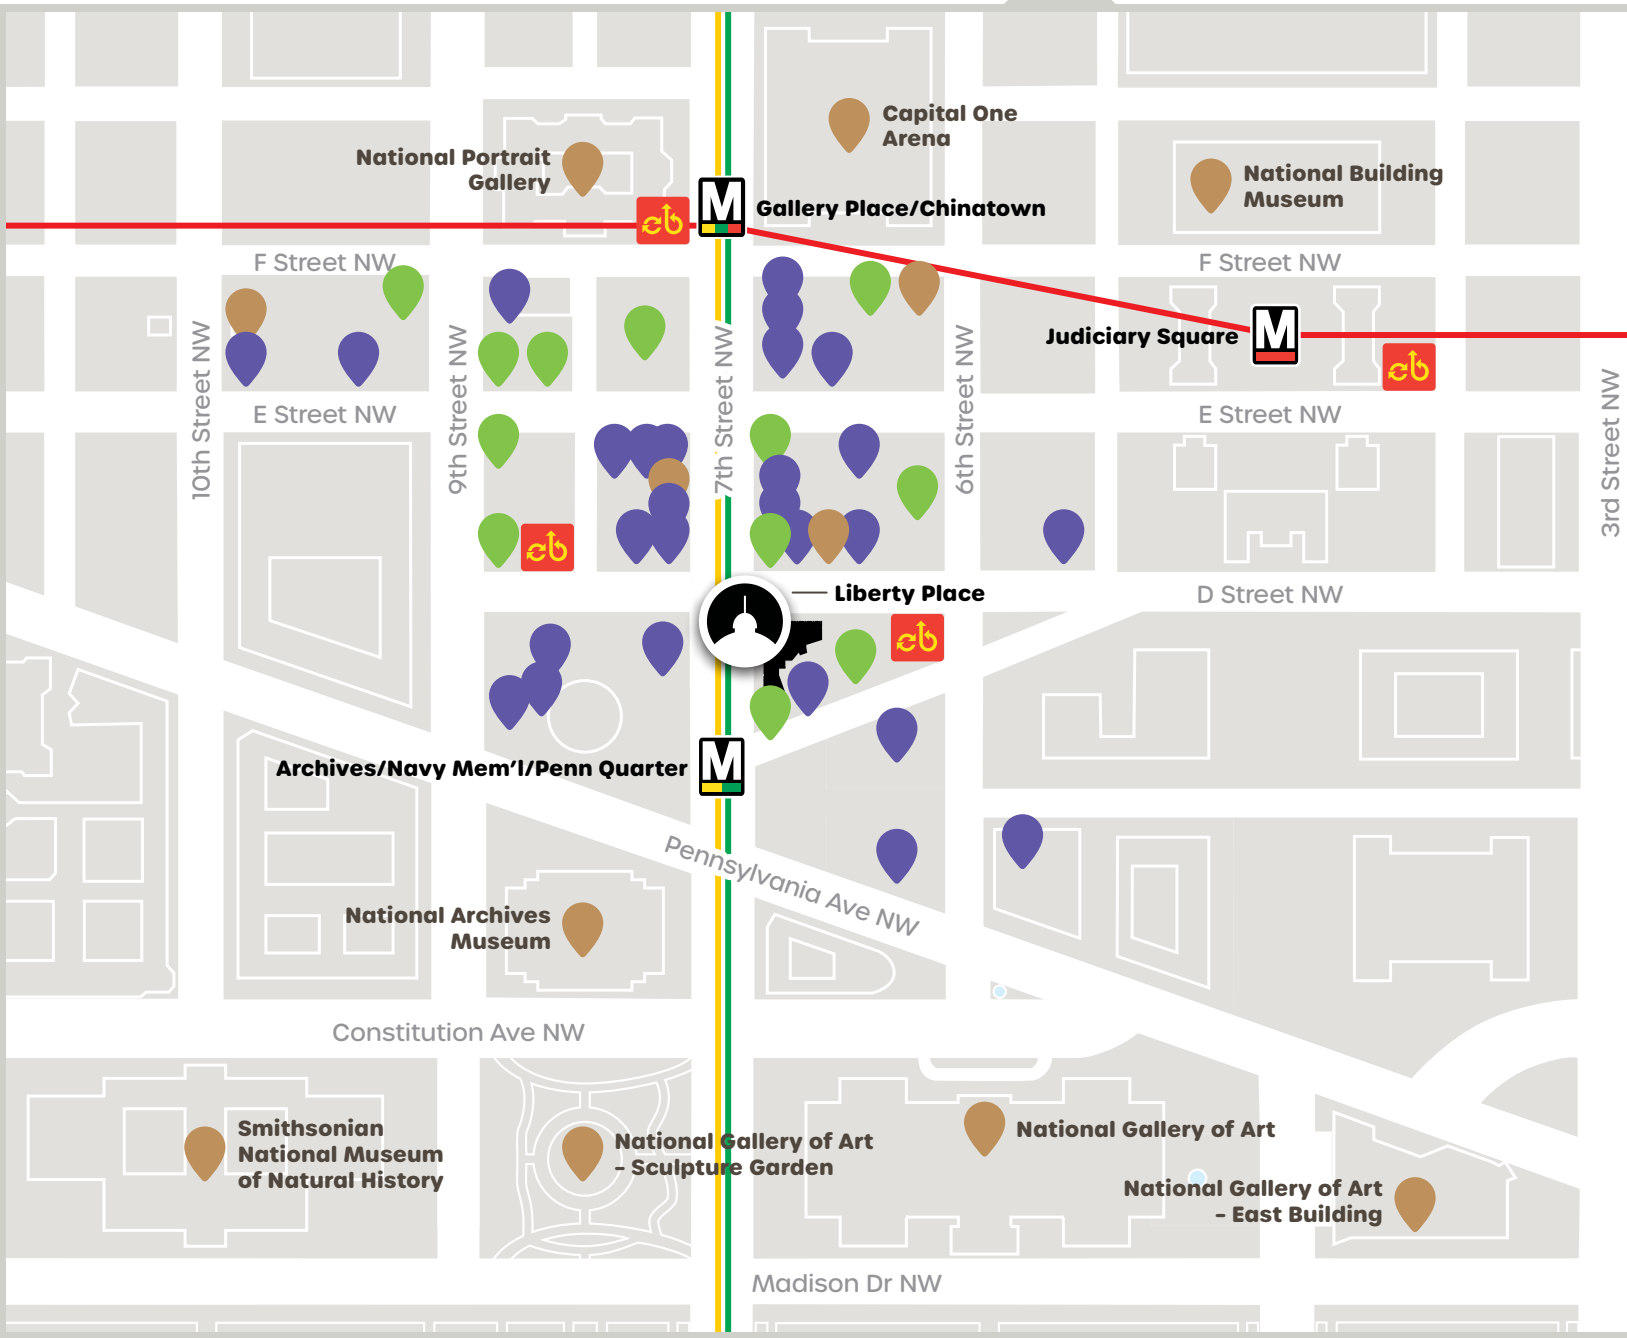 Capital One
Arena
National Portrait
Gallery
National Building
Museum
M
Gallery Place/Chinatown
cb
F Street NW
F Street NW
Judiciary Square
M
cb
10th Street NW
9th Street NW
7th Street NW
6th Street NW
3rd Street NW
E Street NW
E Street NW
cb
Liberty Place
D Street NW
cb
Archives/Navy Mem'l/Penn Quarter
M
Pennsylvania Ave NW
National Archives
Museum
Constitution Ave NW
Smithsonian
National Museum
of Natural History
National Gallery of Art
– Sculpture Garden
National Gallery of Art
National Gallery of Art
– East Building
Madison Dr NW